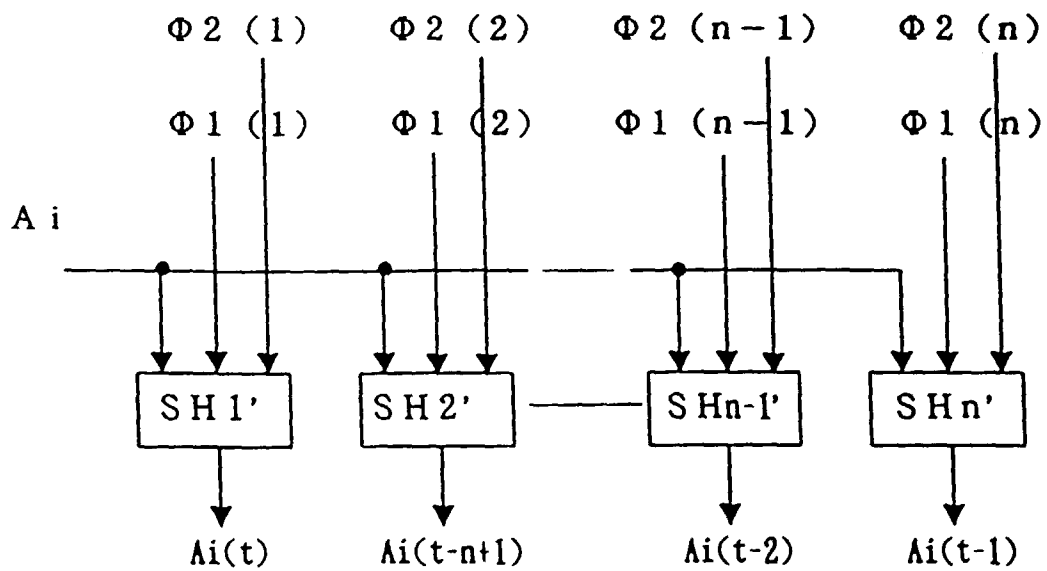 Φ2 (1) Φ2 (2) Φ2 (n-1) Φ2 (n)
Φ1 (1) Φ1 (2) Φ1 (n-1) Φ1 (n)
A i
SH1' SH2' SHn-1' SHn'
Ai(t) Ai(t-n+1) Ai(t-2) Ai(t-1)